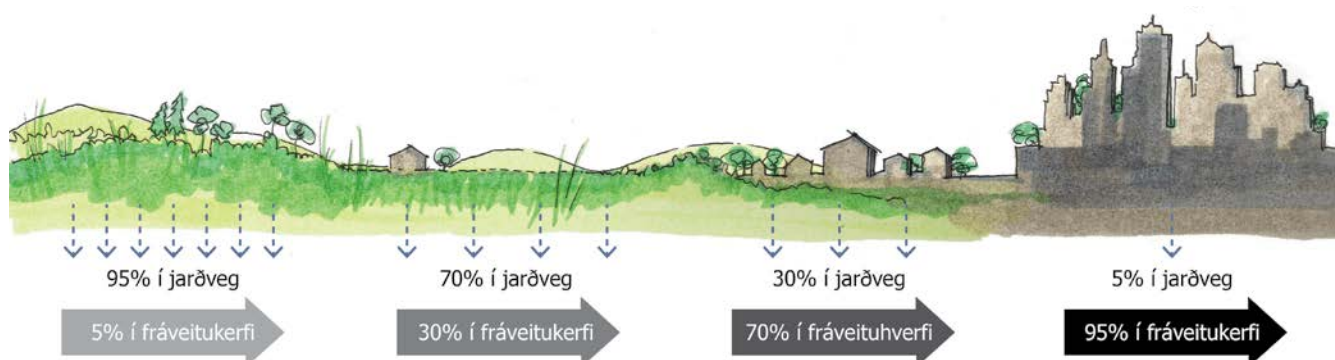 95% í jarðveg
70% í jarðveg
30% í jarðveg
5% í jarðveg
5% í fráveitukerfi
30% í fráveitukerfi
70% í fráveituhverfi
95% í fráveitukerfi